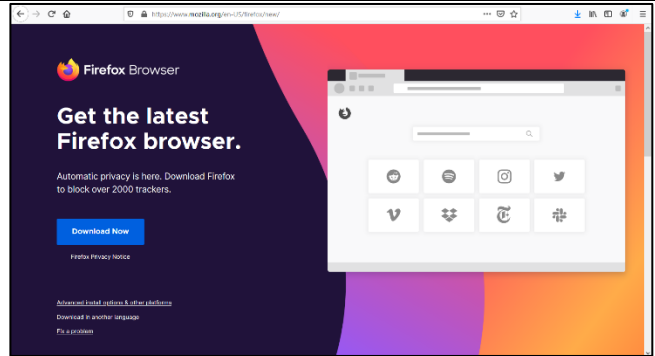 https://www.mozilla.org/en-US/firefox/new/
Firefox Browser
Get the latest
Firefox browser.
Automatic privacy is here. Download Firefox
to block over 2000 trackers.
Download Now
Firefox Privacy Notice
Advanced install options & other platforms
Download in another language
Fix a problem